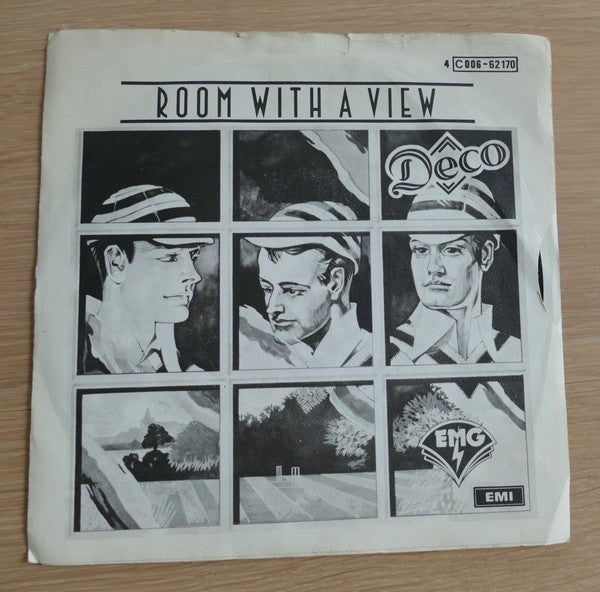 4 C006-62170
ROOM WITH A VIEW
Deco
EMG
EMI